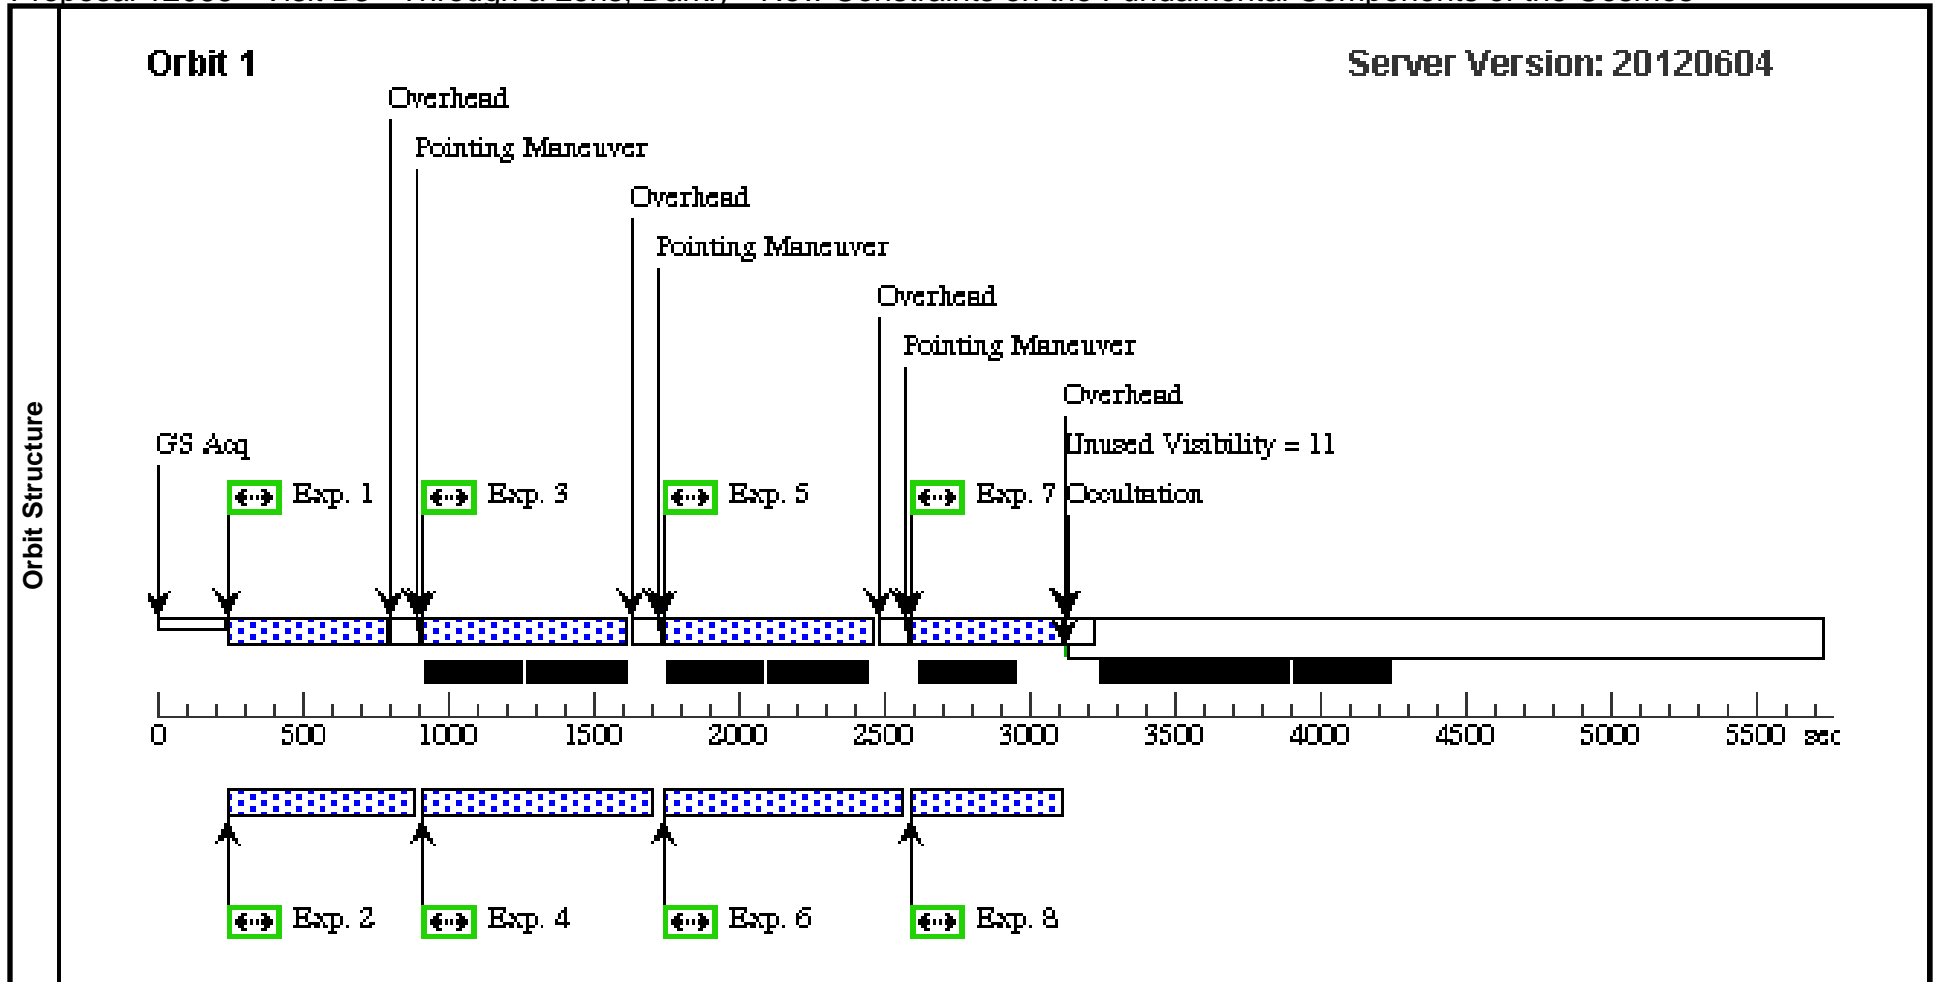 Orbit 1
Server Version: 20120604
Overhead
Pointing Maneuver
Overhead
Pointing Maneuver
Overhead
Pointing Maneuver
Overhead
GS Acq
Unused Visibility = 11
Exp. 1
Exp. 3
Exp. 5
Exp. 7
Occultation
Orbit Structure
0 500 1000 1500 2000 2500 3000 3500 4000 4500 5000 5500 sec
Exp. 2
Exp. 4
Exp. 6
Exp. 8